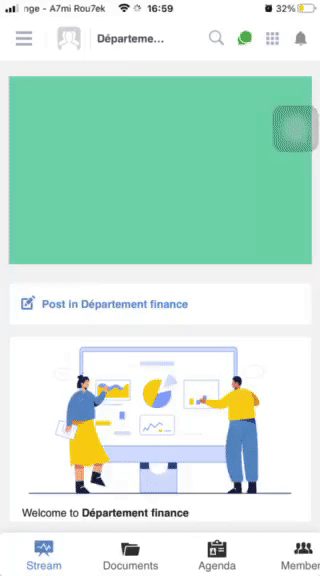 nge - A7mi Rou7ek 16:59 32%
Départeme...
Post in Département finance
Welcome to Département finance
Stream Documents Agenda Member